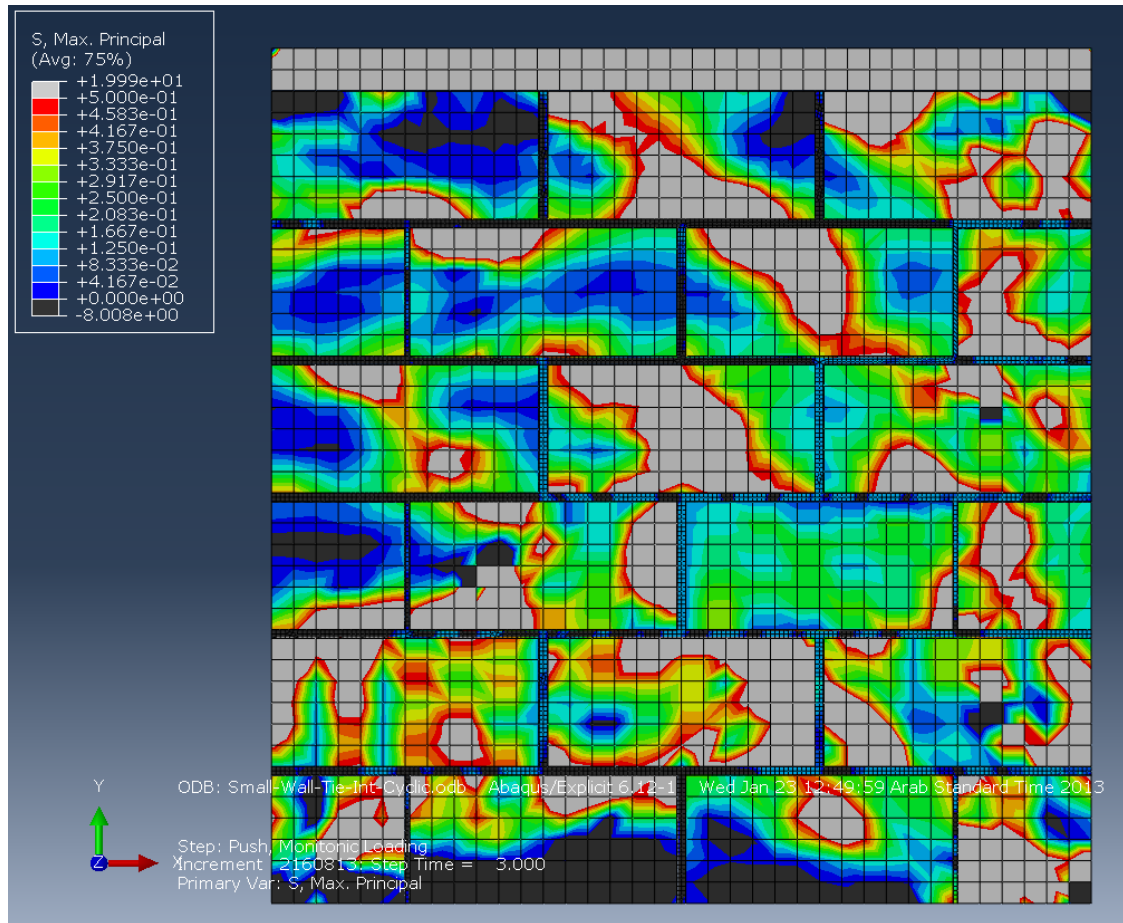 S, Max. Principal
(Avg: 75%)
+1.999e+01
+5.000e-01
+4.583e-01
+4.167e-01
+3.750e-01
+3.333e-01
+2.917e-01
+2.500e-01
+2.083e-01
+1.667e-01
+1.250e-01
+8.333e-02
+4.167e-02
+0.000e+00
-8.008e+00
ODB: Small-Wall-Tie-Int-Cyclic.odb Abaqus/Explicit 6.12-1 Wed Jan 23 12:49:59 Arab Standard Time 2013
Y
Z X
Step: Push, Monitonic Loading
Increment 2160813: Step Time = 3.000
Primary Var: S, Max. Principal